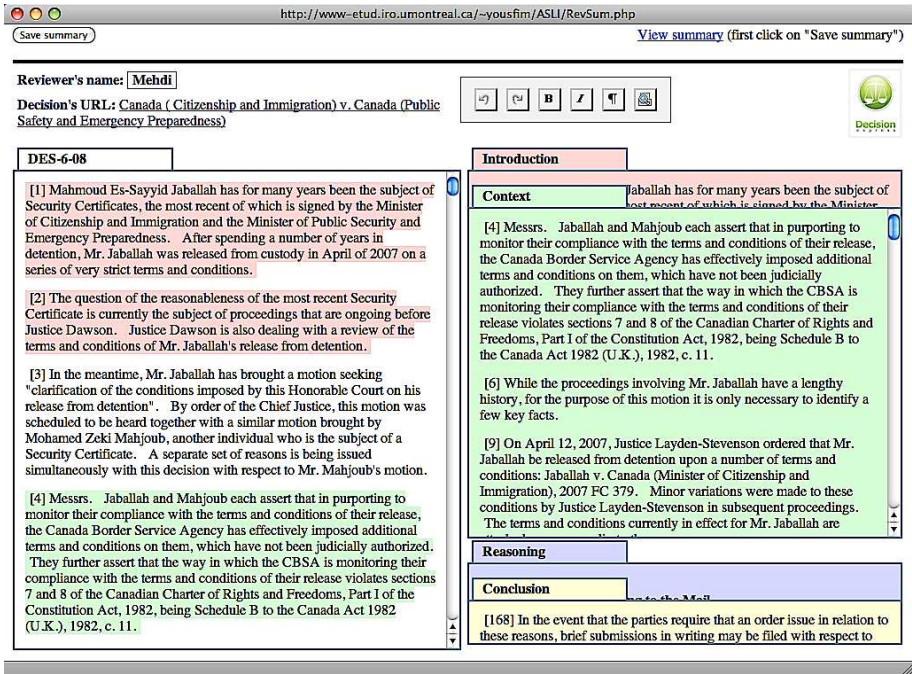 http://www-etud.iro.umontreal.ca/~yousfim/ASLI/RevSum.php
Save summary
View summary (first click on "Save summary")
Reviewer's name: Mehdi
Decision's URL: Canada ( Citizenship and Immigration) v. Canada (Public
Safety and Emergency Preparedness)
B I ¶
Decision
express
DES-6-08
[1] Mahmoud Es-Sayyid Jaballah has for many years been the subject of
Security Certificates, the most recent of which is signed by the Minister
of Citizenship and Immigration and the Minister of Public Security and
Emergency Preparedness. After spending a number of years in
detention, Mr. Jaballah was released from custody in April of 2007 on a
series of very strict terms and conditions.
[2] The question of the reasonableness of the most recent Security
Certificate is currently the subject of proceedings that are ongoing before
Justice Dawson. Justice Dawson is also dealing with a review of the
terms and conditions of Mr. Jaballah's release from detention.
[3] In the meantime, Mr. Jaballah has brought a motion seeking
"clarification of the conditions imposed by this Honorable Court on his
release from detention". By order of the Chief Justice, this motion was
scheduled to be heard together with a similar motion brought by
Mohamed Zeki Mahjoub, another individual who is the subject of a
Security Certificate. A separate set of reasons is being issued
simultaneously with this decision with respect to Mr. Mahjoub's motion.
[4] Messrs. Jaballah and Mahjoub each assert that in purporting to
monitor their compliance with the terms and conditions of their release,
the Canada Border Service Agency has effectively imposed additional
terms and conditions on them, which have not been judicially authorized.
They further assert that the way in which the CBSA is monitoring their
compliance with the terms and conditions of their release violates sections
7 and 8 of the Canadian Charter of Rights and Freedoms, Part I of the
Constitution Act, 1982, being Schedule B to the Canada Act 1982
(U.K.), 1982, c. 11.
Introduction
Jaballah has for many years been the subject of
most recent of which is signed by the Minister
Context
[4] Messrs. Jaballah and Mahjoub each assert that in purporting to
monitor their compliance with the terms and conditions of their release,
the Canada Border Service Agency has effectively imposed additional
terms and conditions on them, which have not been judicially
authorized. They further assert that the way in which the CBSA is
monitoring their compliance with the terms and conditions of their
release violates sections 7 and 8 of the Canadian Charter of Rights and
Freedoms, Part I of the Constitution Act, 1982, being Schedule B to
the Canada Act 1982 (U.K.), 1982, c. 11.
[6] While the proceedings involving Mr. Jaballah have a lengthy
history, for the purpose of this motion it is only necessary to identify a
few key facts.
[9] On April 12, 2007, Justice Layden-Stevenson ordered that Mr.
Jaballah be released from detention upon a number of terms and
conditions: Jaballah v. Canada (Minister of Citizenship and
Immigration), 2007 FC 379. Minor variations were made to these
conditions by Justice Layden-Stevenson in subsequent proceedings.
The terms and conditions currently in effect for Mr. Jaballah are
Reasoning
to the Mail
Conclusion
[168] In the event that the parties require that an order issue in relation to
these reasons, brief submissions in writing may be filed with respect to